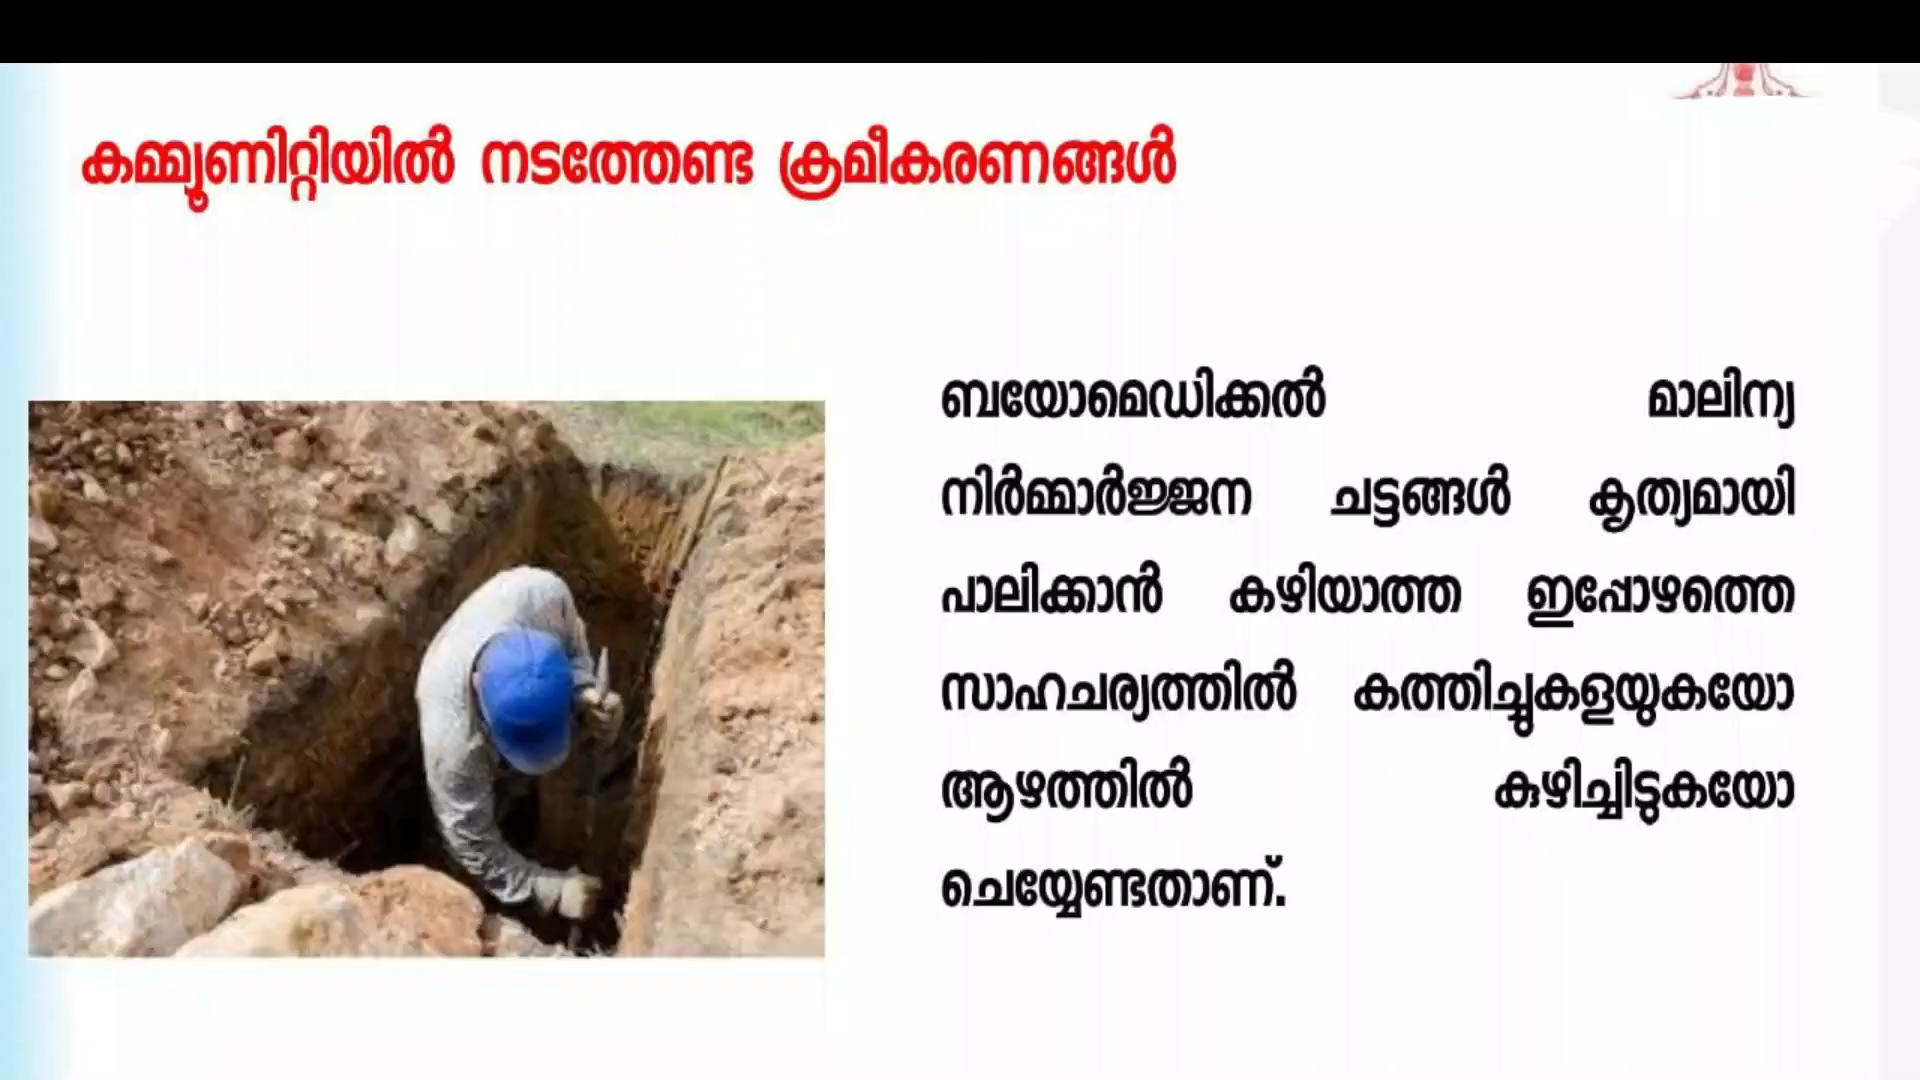 കമ്മ്യൂണിറ്റിയിൽ നടത്തേണ്ട ക്രമീകരണങ്ങൾ
ബയോമെഡിക്കൽ മാലിന്യ
നിർമ്മാർജ്ജന ചട്ടങ്ങൾ കൃത്യമായി
പാലിക്കാൻ കഴിയാത്ത ഇപ്പോഴത്തെ
സാഹചര്യത്തിൽ കത്തിച്ചുകളയുകയോ
ആഴത്തിൽ കുഴിച്ചിടുകയോ
ചെയ്യേണ്ടതാണ്.